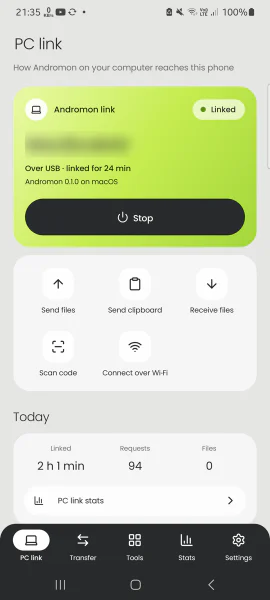 21:35 0 KB/s 100%
PC link
How Andromon on your computer reaches this phone
Andromon link
Linked
Over USB · linked for 24 min
Andromon 0.1.0 on macOS
Stop
Send files
Send clipboard
Receive files
Scan code
Connect over Wi-Fi
Today
Linked
Requests
Files
2 h 1 min
94
0
PC link stats
PC link
Transfer
Tools
Stats
Settings